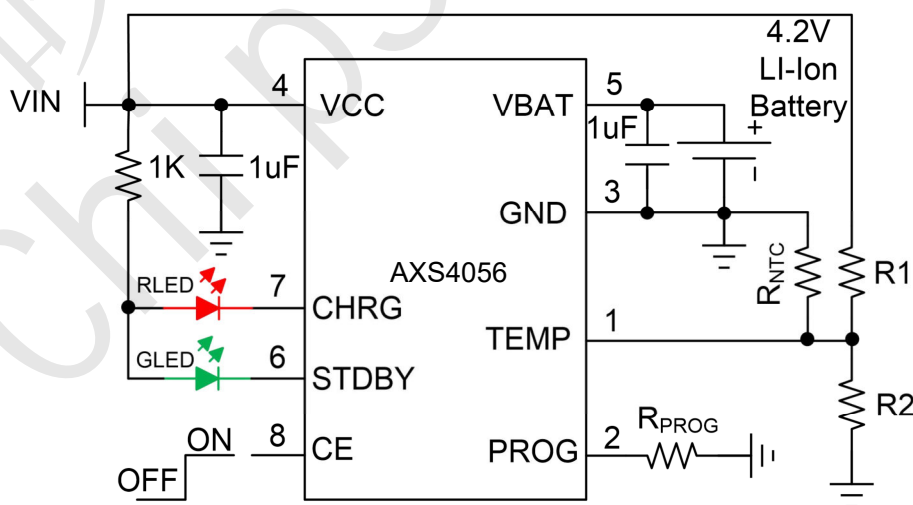 4.2V
LI-Ion
Battery
VIN
4
VCC
VBAT
5
1K
1uF
1uF
+
-
GND
3
AXS4056
RNTC
R1
RLED
7
CHRG
TEMP
1
GLED
6
STDBY
R2
ON
OFF
8
CE
PROG
2
RPROG
Chips